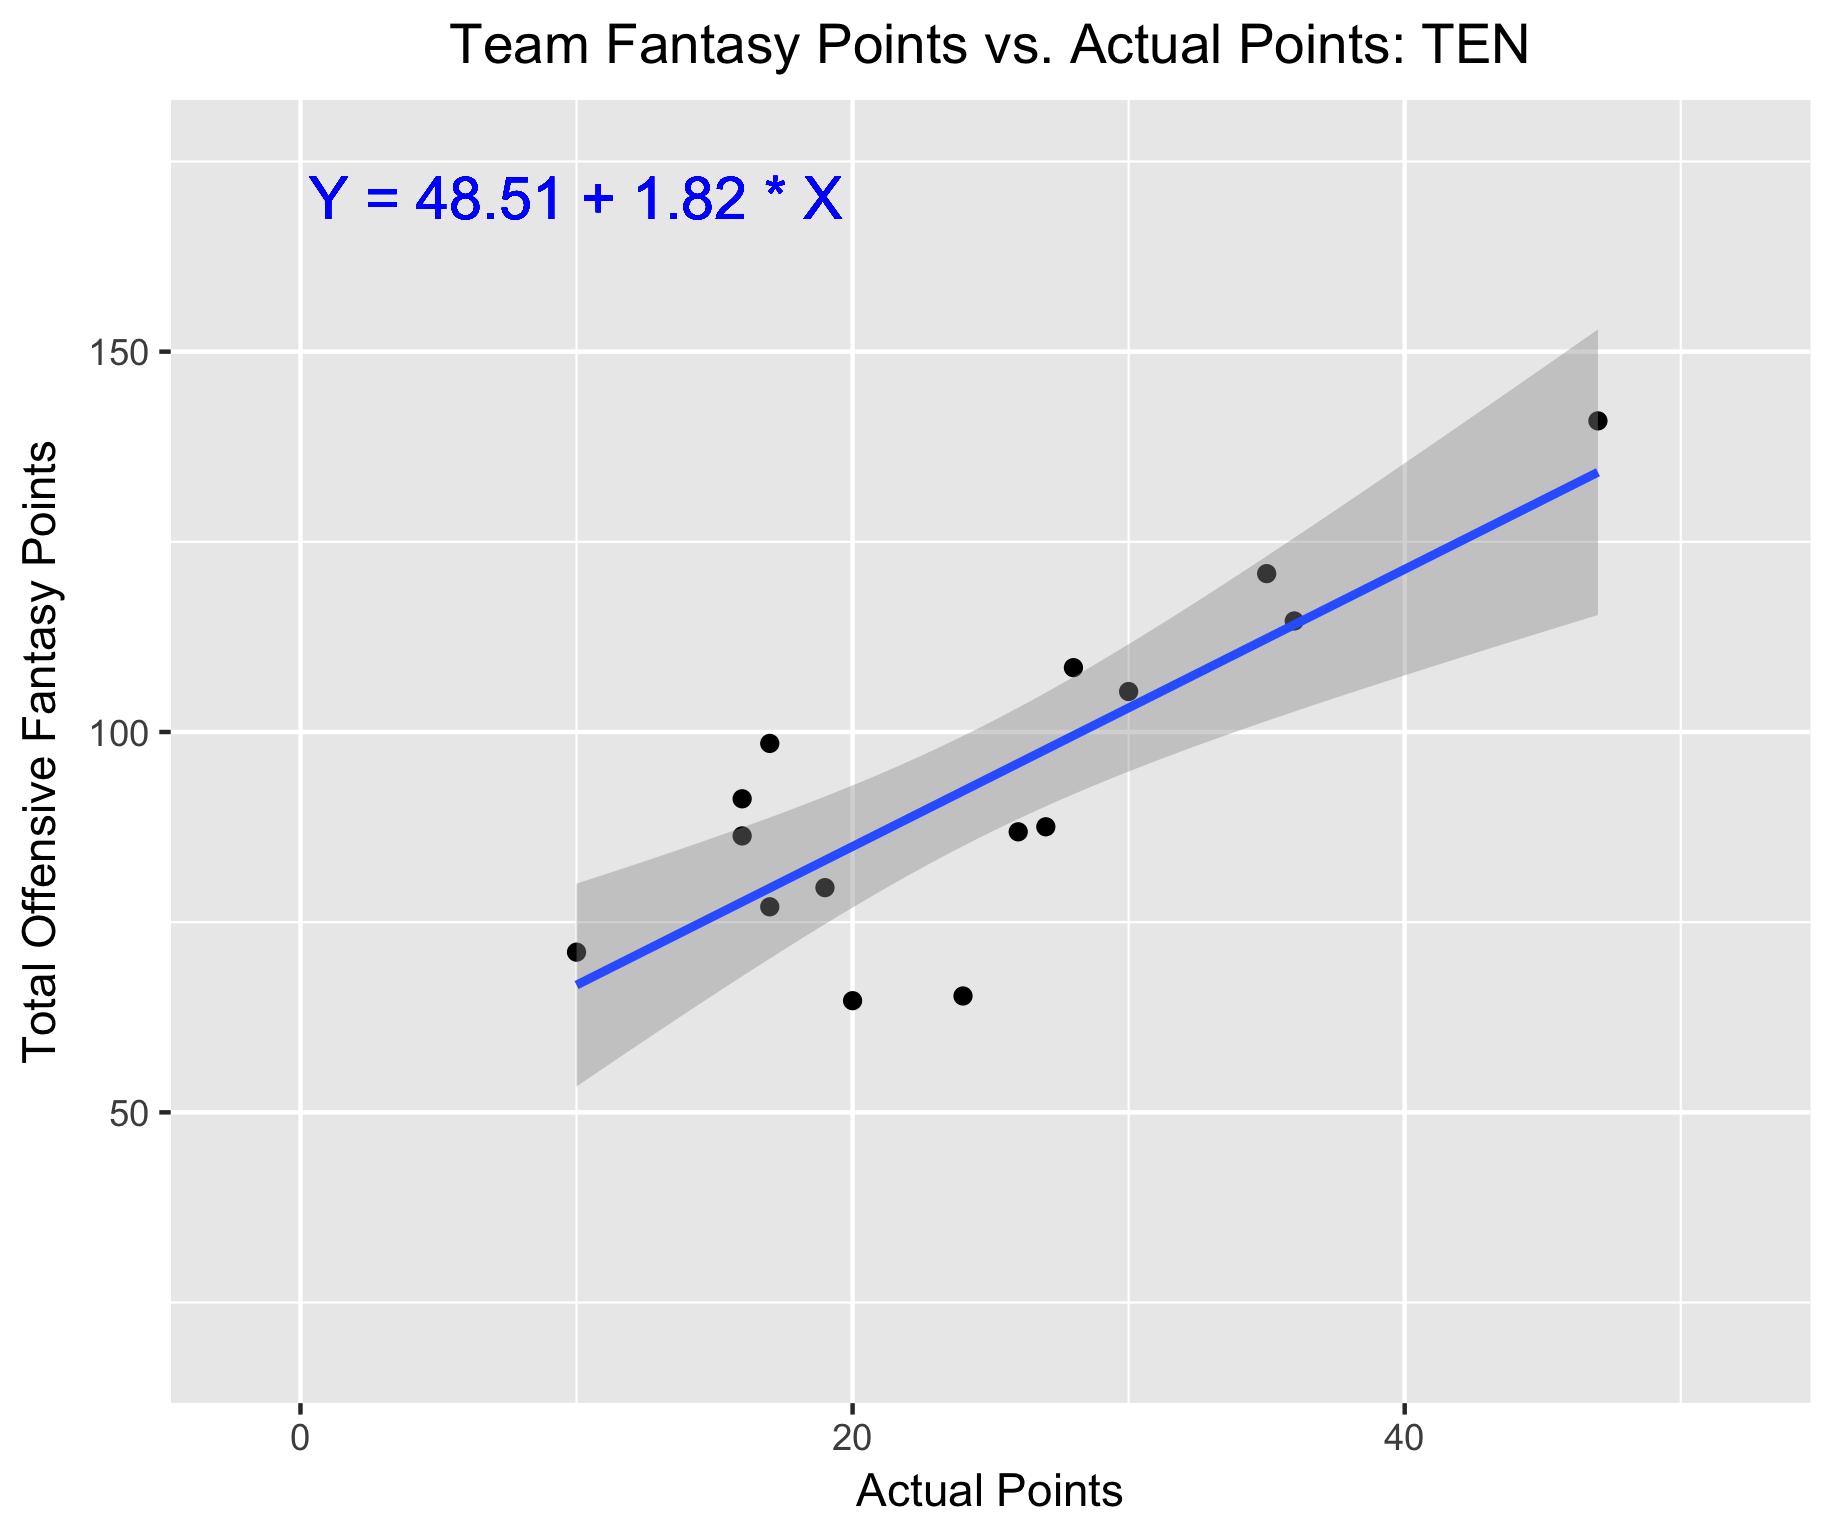 Team Fantasy Points vs. Actual Points: TEN
Y = 48.51 + 1.82 * X
Total Offensive Fantasy Points
150
100
50
0
20
40
Actual Points